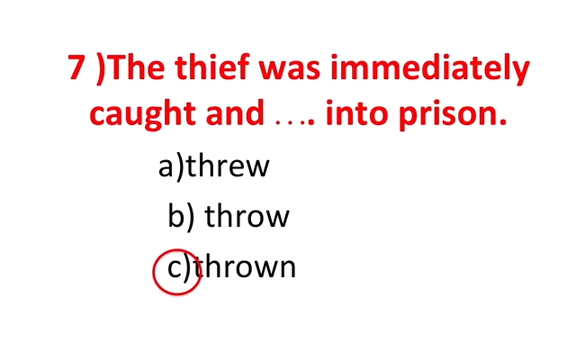 7 )The thief was immediately
caught and .... into prison.
a)threw
b) throw
c)thrown